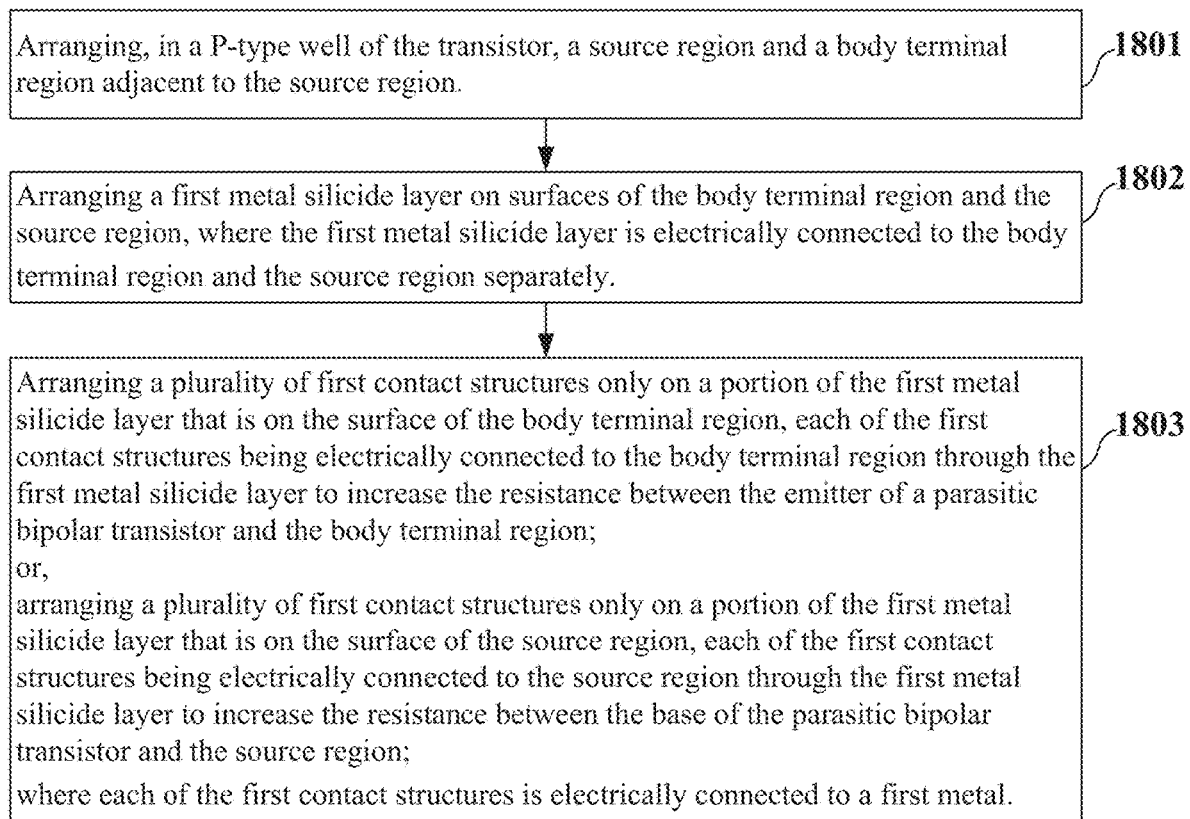 Arranging, in a P-type well of the transistor, a source region and a body terminal
region adjacent to the source region.
1801
Arranging a first metal silicide layer on surfaces of the body terminal region and the
source region, where the first metal silicide layer is electrically connected to the body
terminal region and the source region separately.
1802
Arranging a plurality of first contact structures only on a portion of the first metal
silicide layer that is on the surface of the body terminal region, each of the first
contact structures being electrically connected to the body terminal region through the
first metal silicide layer to increase the resistance between the emitter of a parasitic
bipolar transistor and the body terminal region;
or,
arranging a plurality of first contact structures only on a portion of the first metal
silicide layer that is on the surface of the source region, each of the first contact
structures being electrically connected to the source region through the first metal
silicide layer to increase the resistance between the base of the parasitic bipolar
transistor and the source region;
where each of the first contact structures is electrically connected to a first metal.
1803